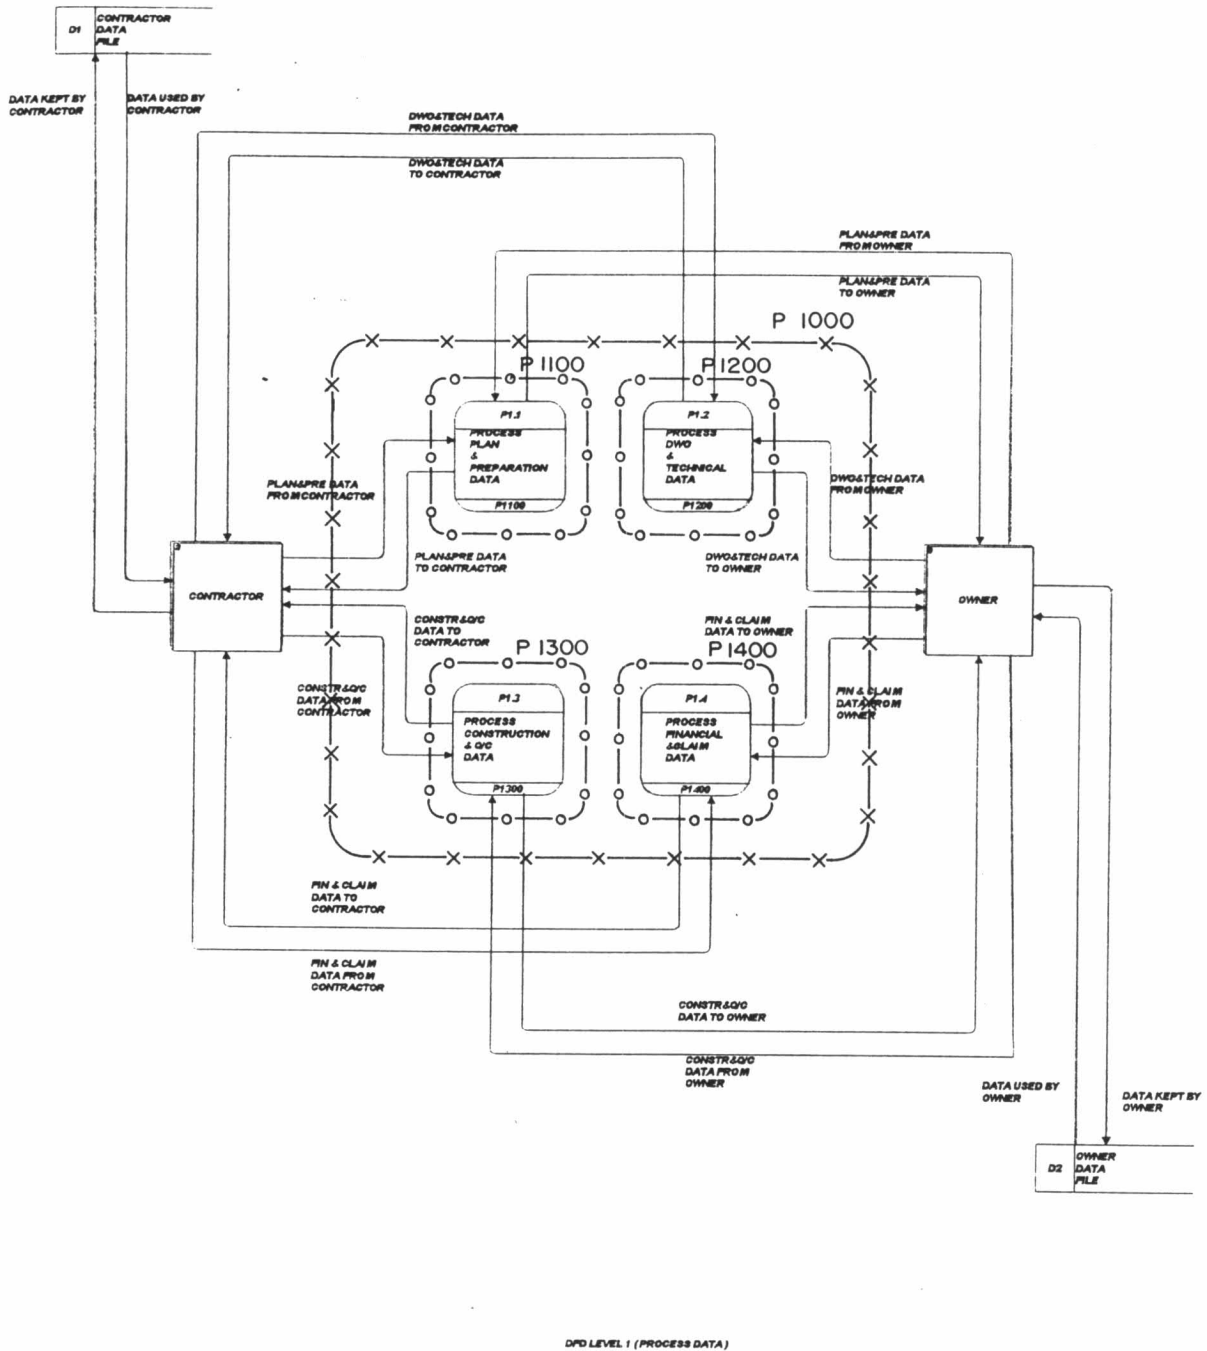 CONTRACTOR
D1 DATA
FILE
DATA KEPT BY
CONTRACTOR
DATA USED BY
CONTRACTOR
DWO&TECH DATA
FROM CONTRACTOR
DWO&TECH DATA
TO CONTRACTOR
PLAN&PRE DATA
FROM OWNER
PLAN&PRE DATA
TO OWNER
P 1000
P 1100
P 1200
P1.1
PROCESS
PLAN
&
PREPARATION
DATA
P1100
P1.2
PROCESS
DWO
&
TECHNICAL
DATA
P1200
PLAN&PRE DATA
FROM CONTRACTOR
DWO&TECH DATA
FROM OWNER
PLAN&PRE DATA
TO CONTRACTOR
DWO&TECH DATA
TO OWNER
CONTRACTOR
OWNER
CONSTR&Q/C
DATA TO
CONTRACTOR
FIN & CLAIM
DATA TO OWNER
P 1300
P 1400
CONSTR&Q/C
DATA FROM
CONTRACTOR
P1.3
PROCESS
CONSTRUCTION
& Q/C
DATA
P1300
P1.4
PROCESS
FINANCIAL
&CLAIM
DATA
P1400
FIN & CLAIM
DATA FROM
OWNER
FIN & CLAIM
DATA TO
CONTRACTOR
FIN & CLAIM
DATA FROM
CONTRACTOR
CONSTR&Q/C
DATA TO OWNER
CONSTR&Q/C
DATA FROM
OWNER
DATA USED BY
OWNER
DATA KEPT BY
OWNER
OWNER
D2 DATA
FILE
DFD LEVEL 1 (PROCESS DATA)